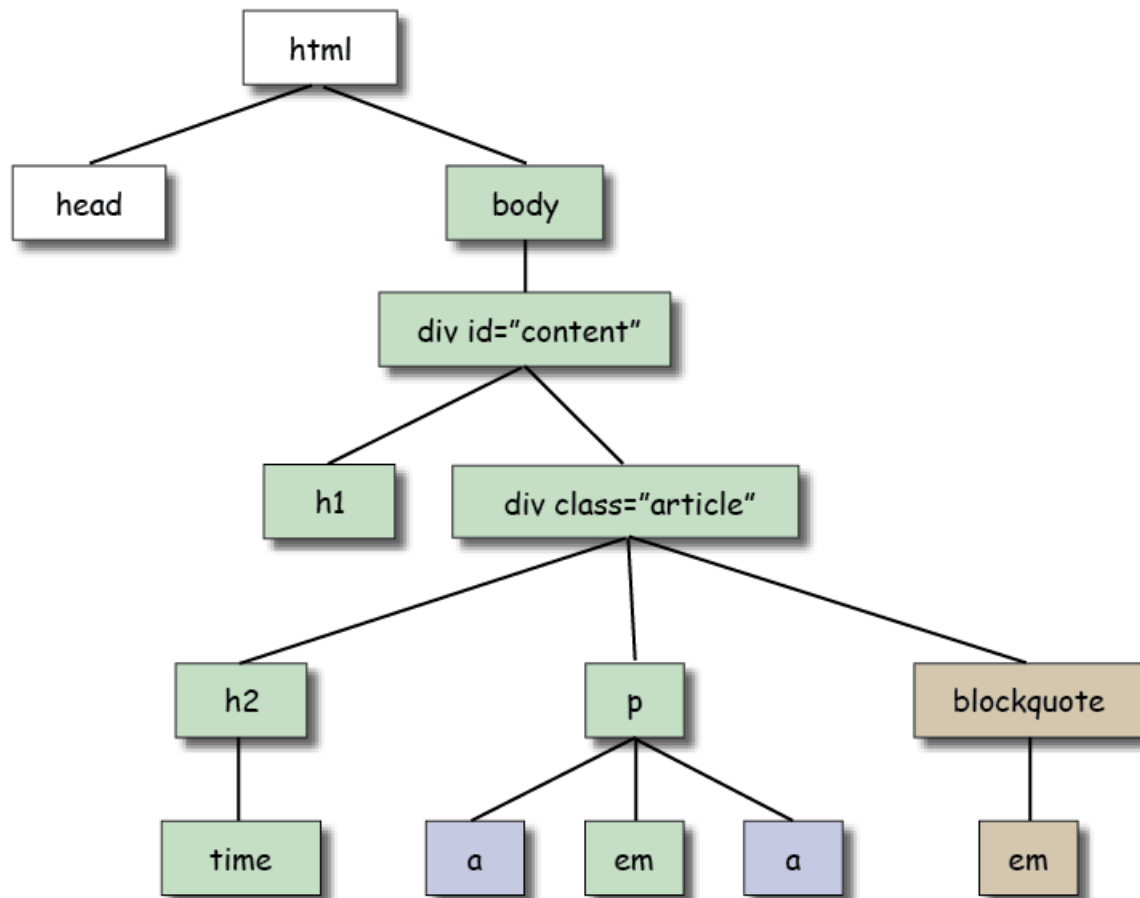 html
head
body
div id=”content”
h1
div class=”article”
h2
p
blockquote
time
a
em
a
em